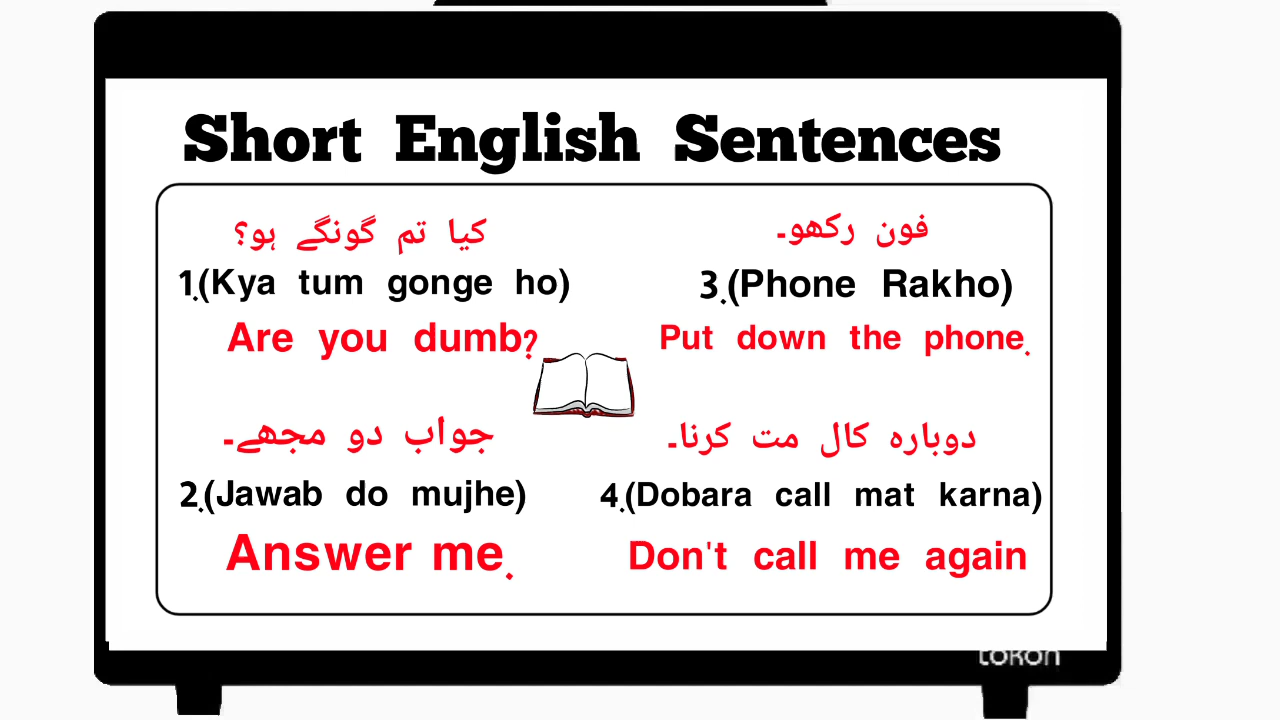 Short English Sentences
کیا تم گونگے ہو؟
1.(Kya tum gonge ho)
Are you dumb?
جواب دو مجھے۔
2.(Jawab do mujhe)
Answer me.
فون رکھو۔
3.(Phone Rakho)
Put down the phone.
دوبارہ کال مت کرنا۔
4.(Dobara call mat karna)
Don't call me again